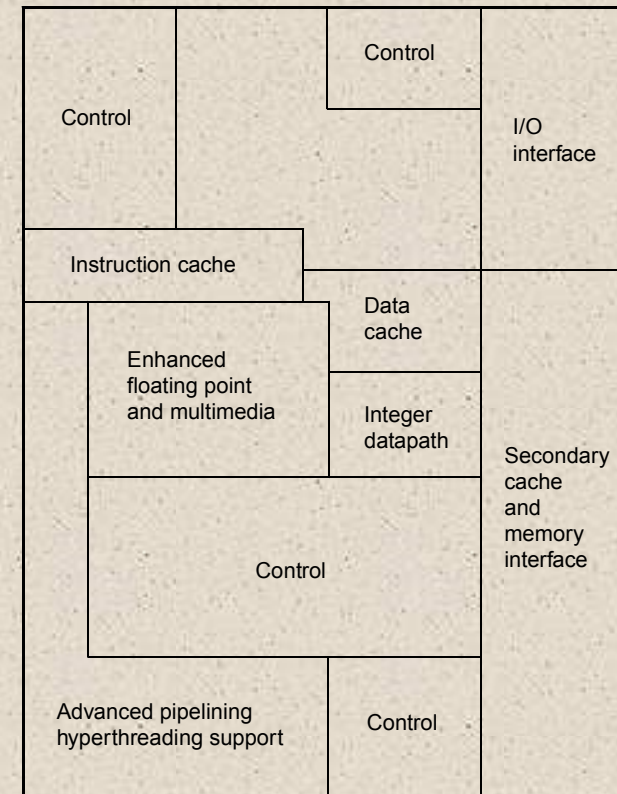 Control
Control
I/O
interface
Instruction cache
Data
cache
Enhanced
floating point
and multimedia
Integer
datapath
Secondary
cache
and
memory
interface
Control
Advanced pipelining
hyperthreading support
Control